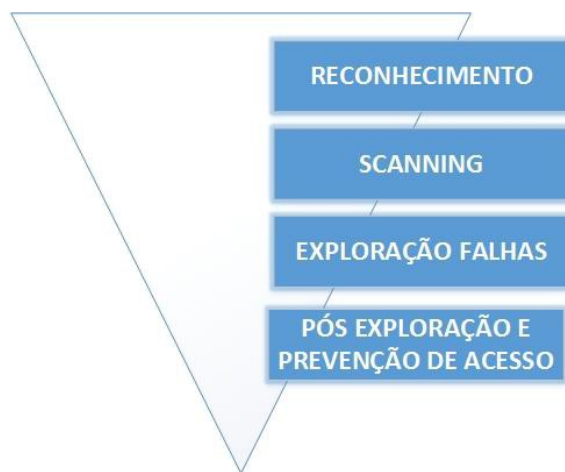 RECONHECIMENTO
SCANNING
EXPLORAÇÃO FALHAS
PÓS EXPLORAÇÃO E
PREVENÇÃO DE ACESSO